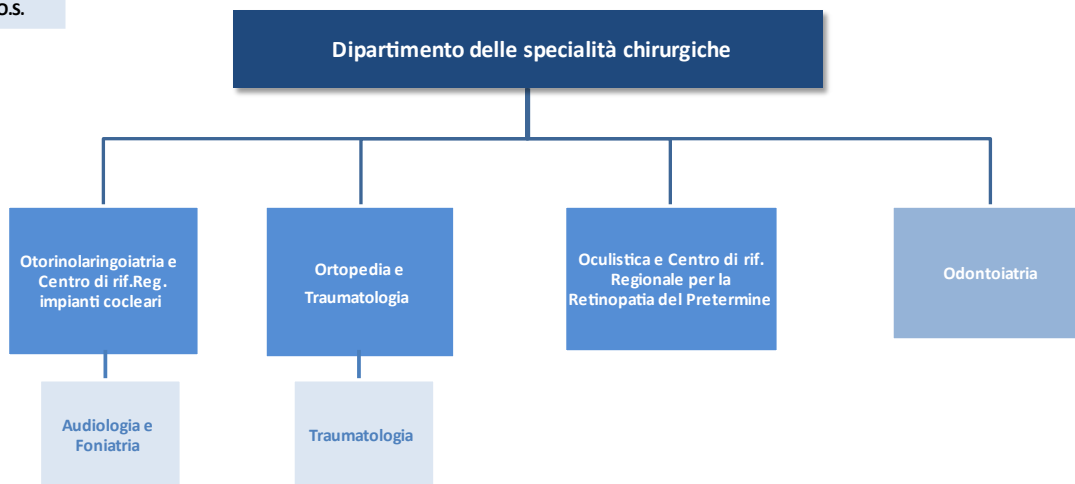 O.S.
Dipartimento delle specialità chirurgiche
Otorinolaringoiatria e
Centro di rif.Reg.
impianti cocleari
Ortopedia e
Traumatologia
Oculistica e Centro di rif.
Regionale per la
Retinopatia del Pretermine
Odontoiatria
Audiologia e
Foniatria
Traumatologia